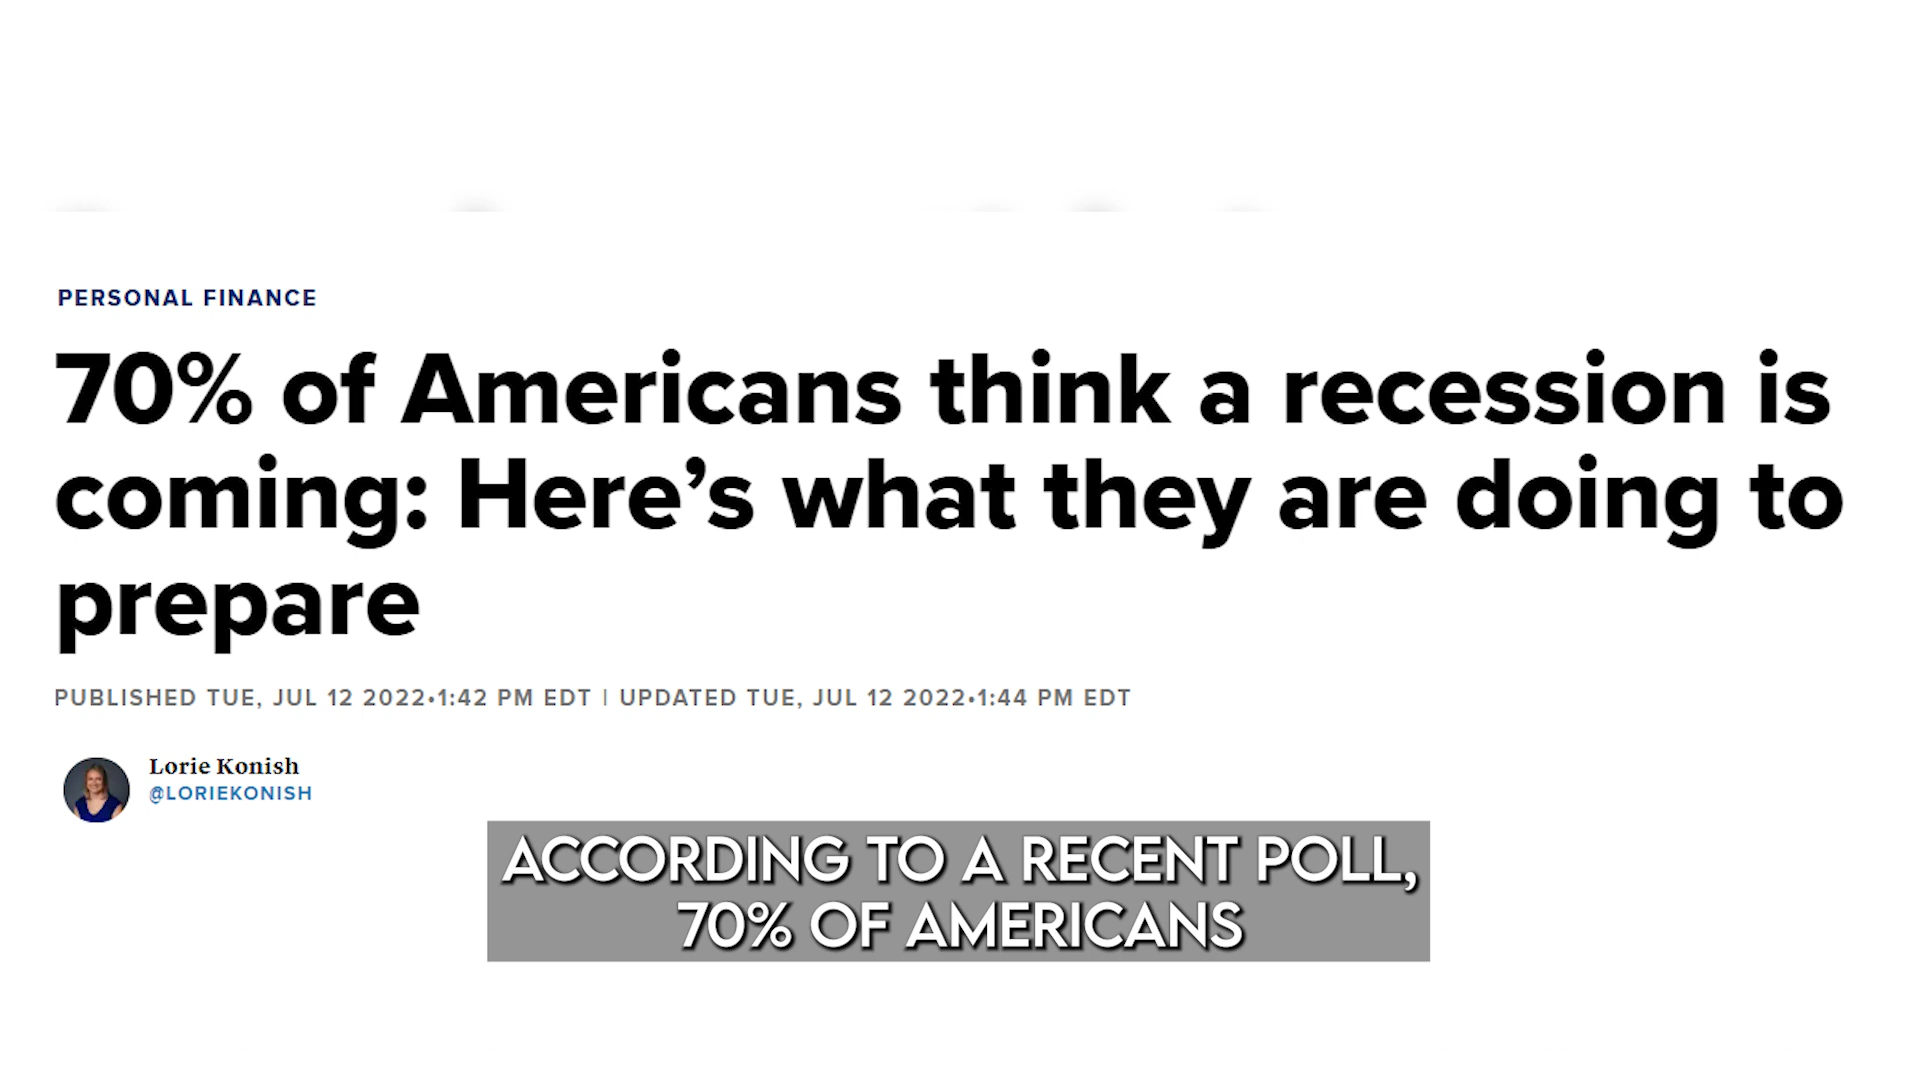 PERSONAL FINANCE
70% of Americans think a recession is
coming: Here’s what they are doing to
prepare
PUBLISHED TUE, JUL 12 2022•1:42 PM EDT | UPDATED TUE, JUL 12 2022•1:44 PM EDT
Lorie Konish
@LORIEKONISH
ACCORDING TO A RECENT POLL,
70% OF AMERICANS